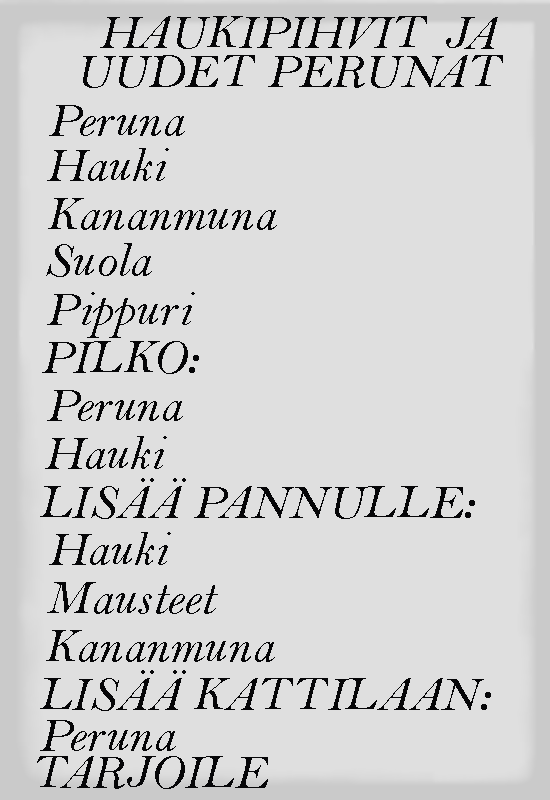 HAUKIPIHVIT JA
UUDET PERUNAT
Peruna
Hauki
Kananmuna
Suola
Pippuri
PILKO:
Peruna
Hauki
LISÄÄ PANNULLE:
Hauki
Mausteet
Kananmuna
LISÄÄ KATTILAAN:
Peruna
TARJOILE